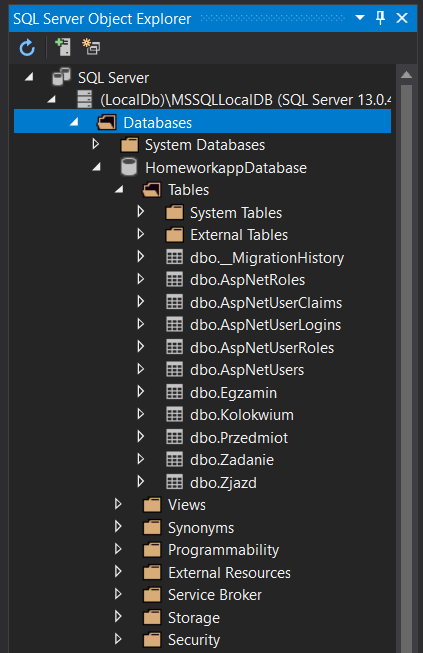 SQL Server Object Explorer
SQL Server
(LocalDb)\MSSQLLocalDB (SQL Server 13.0.4
Databases
System Databases
HomeworkappDatabase
Tables
System Tables
External Tables
dbo.__MigrationHistory
dbo.AspNetRoles
dbo.AspNetUserClaims
dbo.AspNetUserLogins
dbo.AspNetUserRoles
dbo.AspNetUsers
dbo.Egzamin
dbo.Kolokwium
dbo.Przedmiot
dbo.Zadanie
dbo.Zjazd
Views
Synonyms
Programmability
External Resources
Service Broker
Storage
Security